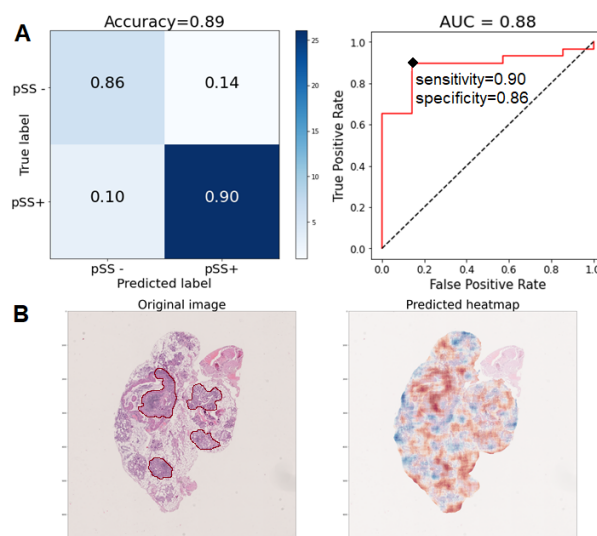 A
Accuracy=0.89
True label
pSS -
0.86
0.14
pSS+
0.10
0.90
pSS -
pSS+
Predicted label
25
20
15
10
5
AUC = 0.88
True Positive Rate
1.0
0.8
0.6
0.4
0.2
0.0
sensitivity=0.90
specificity=0.86
0.0
0.2
0.4
0.6
0.8
1.0
False Positive Rate
B
Original image
Predicted heatmap